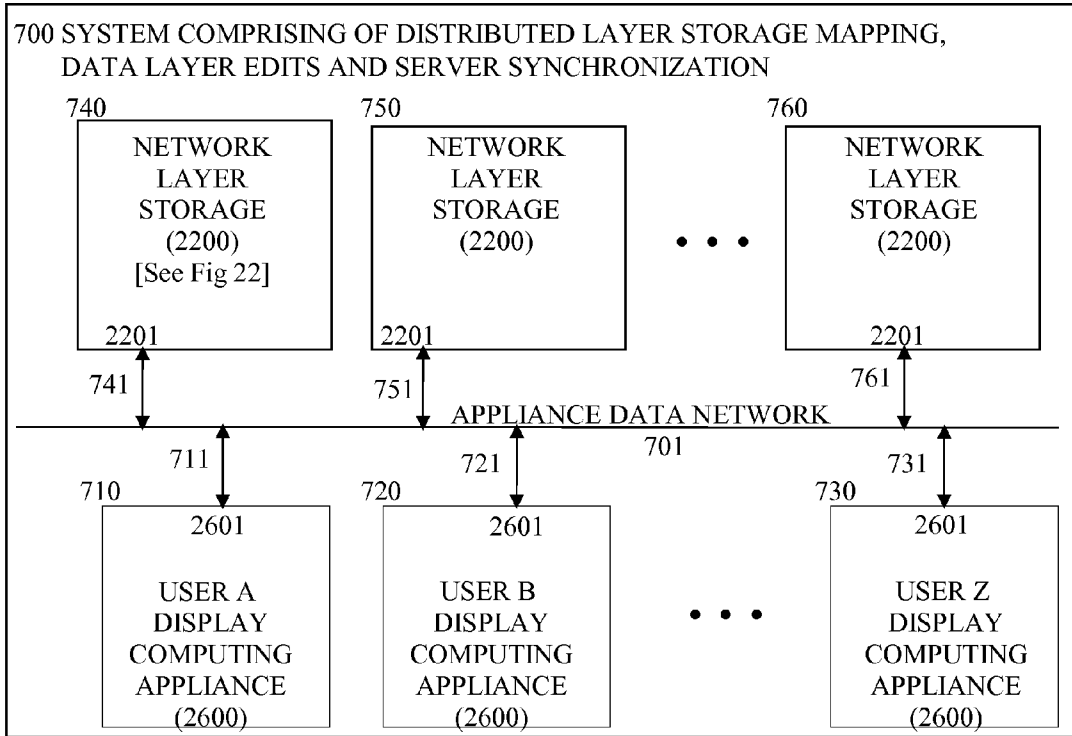 700 SYSTEM COMPRISING OF DISTRIBUTED LAYER STORAGE MAPPING,
DATA LAYER EDITS AND SERVER SYNCHRONIZATION
740
NETWORK
LAYER
STORAGE
(2200)
[See Fig 22]
2201
750
NETWORK
LAYER
STORAGE
(2200)
2201
• • •
760
NETWORK
LAYER
STORAGE
(2200)
2201
741
751
761
APPLIANCE DATA NETWORK
701
711
721
731
710
2601
USER A
DISPLAY
COMPUTING
APPLIANCE
(2600)
720
2601
USER B
DISPLAY
COMPUTING
APPLIANCE
(2600)
• • •
730
2601
USER Z
DISPLAY
COMPUTING
APPLIANCE
(2600)